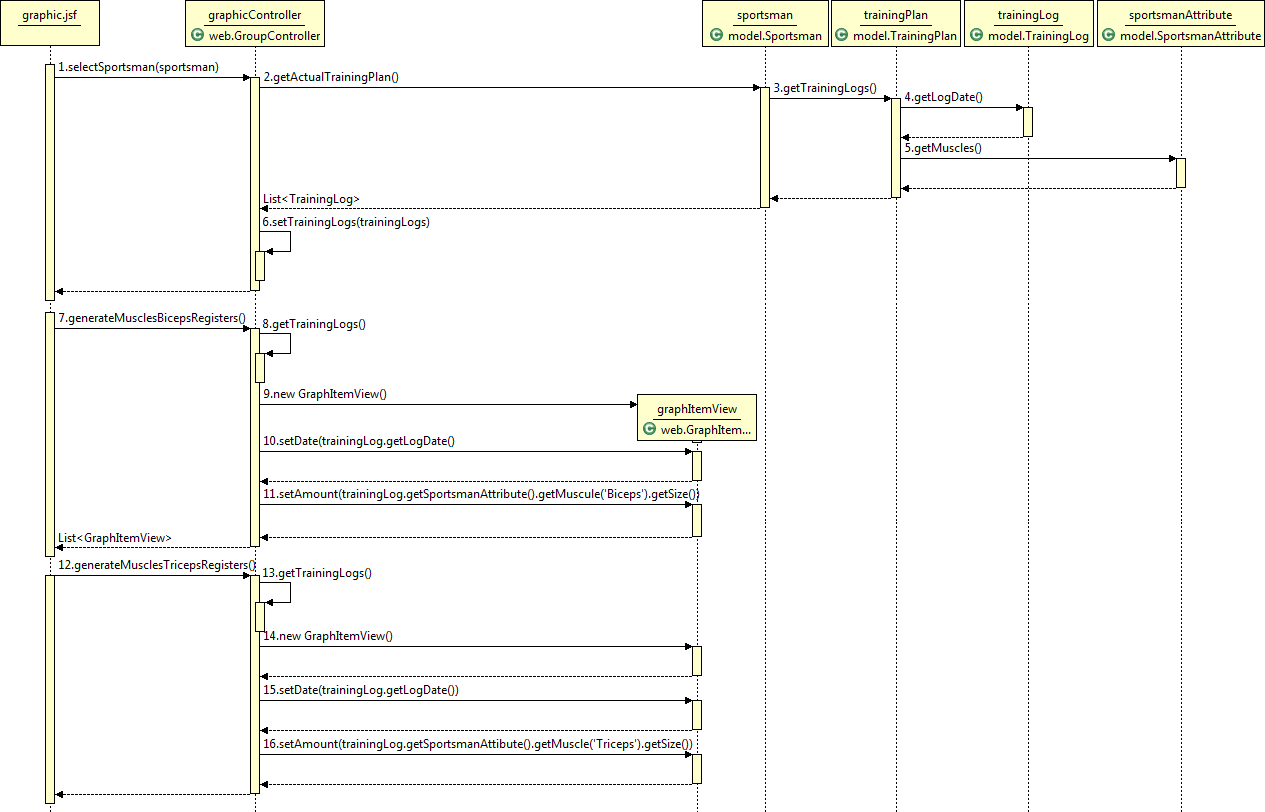 graphic.jsf
graphicController
C web.GroupController
sportsman
C model.Sportsman
trainingPlan
C model.TrainingPlan
trainingLog
C model.TrainingLog
sportsmanAttribute
C model.SportsmanAttribute
1.selectSportsman(sportsman)
2.getActualTrainingPlan()
3.getTrainingLogs()
4.getLogDate()
5.getMuscles()
List<TrainingLog>
6.setTrainingLogs(trainingLogs)
7.generateMusclesBicepsRegisters()
8.getTrainingLogs()
9.new GraphItemView()
graphItemView
C web.GraphItem...
10.setDate(trainingLog.getLogDate()
11.setAmount(trainingLog.getSportsmanAttribute().getMuscule('Biceps').getSize())
List<GraphItemView>
12.generateMusclesTricepsRegisters()
13.getTrainingLogs()
14.new GraphItemView()
15.setDate(trainingLog.getLogDate())
16.setAmount(trainingLog.getSportsmanAttibute().getMuscle('Triceps').getSize())